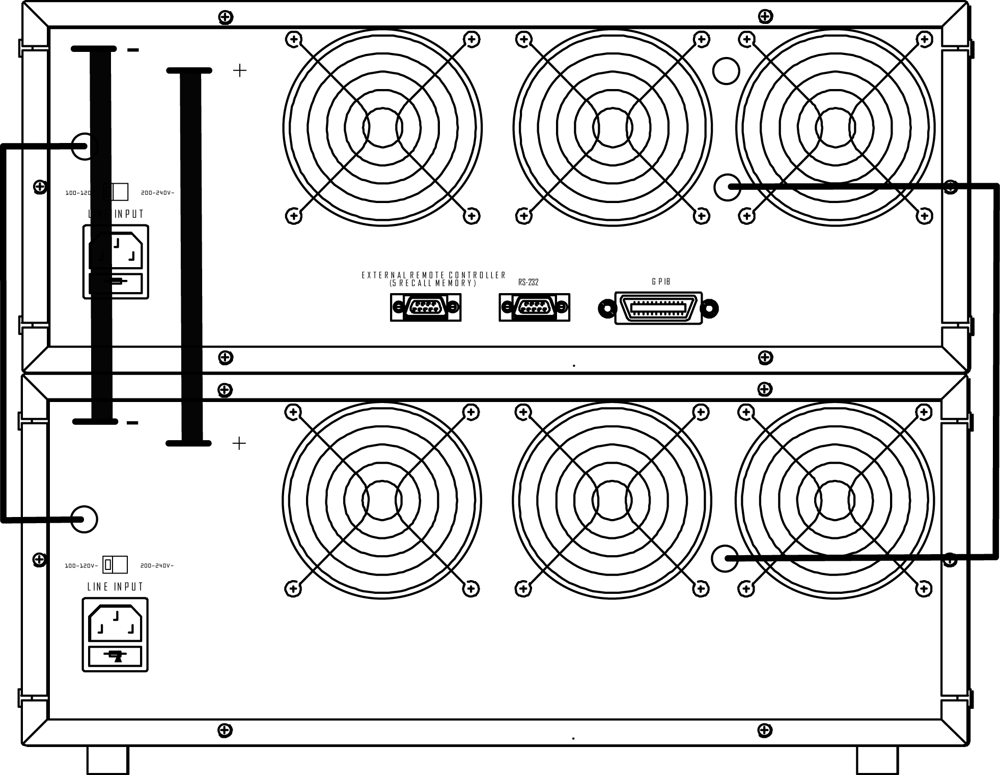 −
+
100-120V~ 200-240V~
LINE INPUT
EXTERNAL REMOTE CONTROLLER
(5 RECALL MEMORY)
RS-232
GPIB
−
+
100-120V~ 200-240V~
LINE INPUT